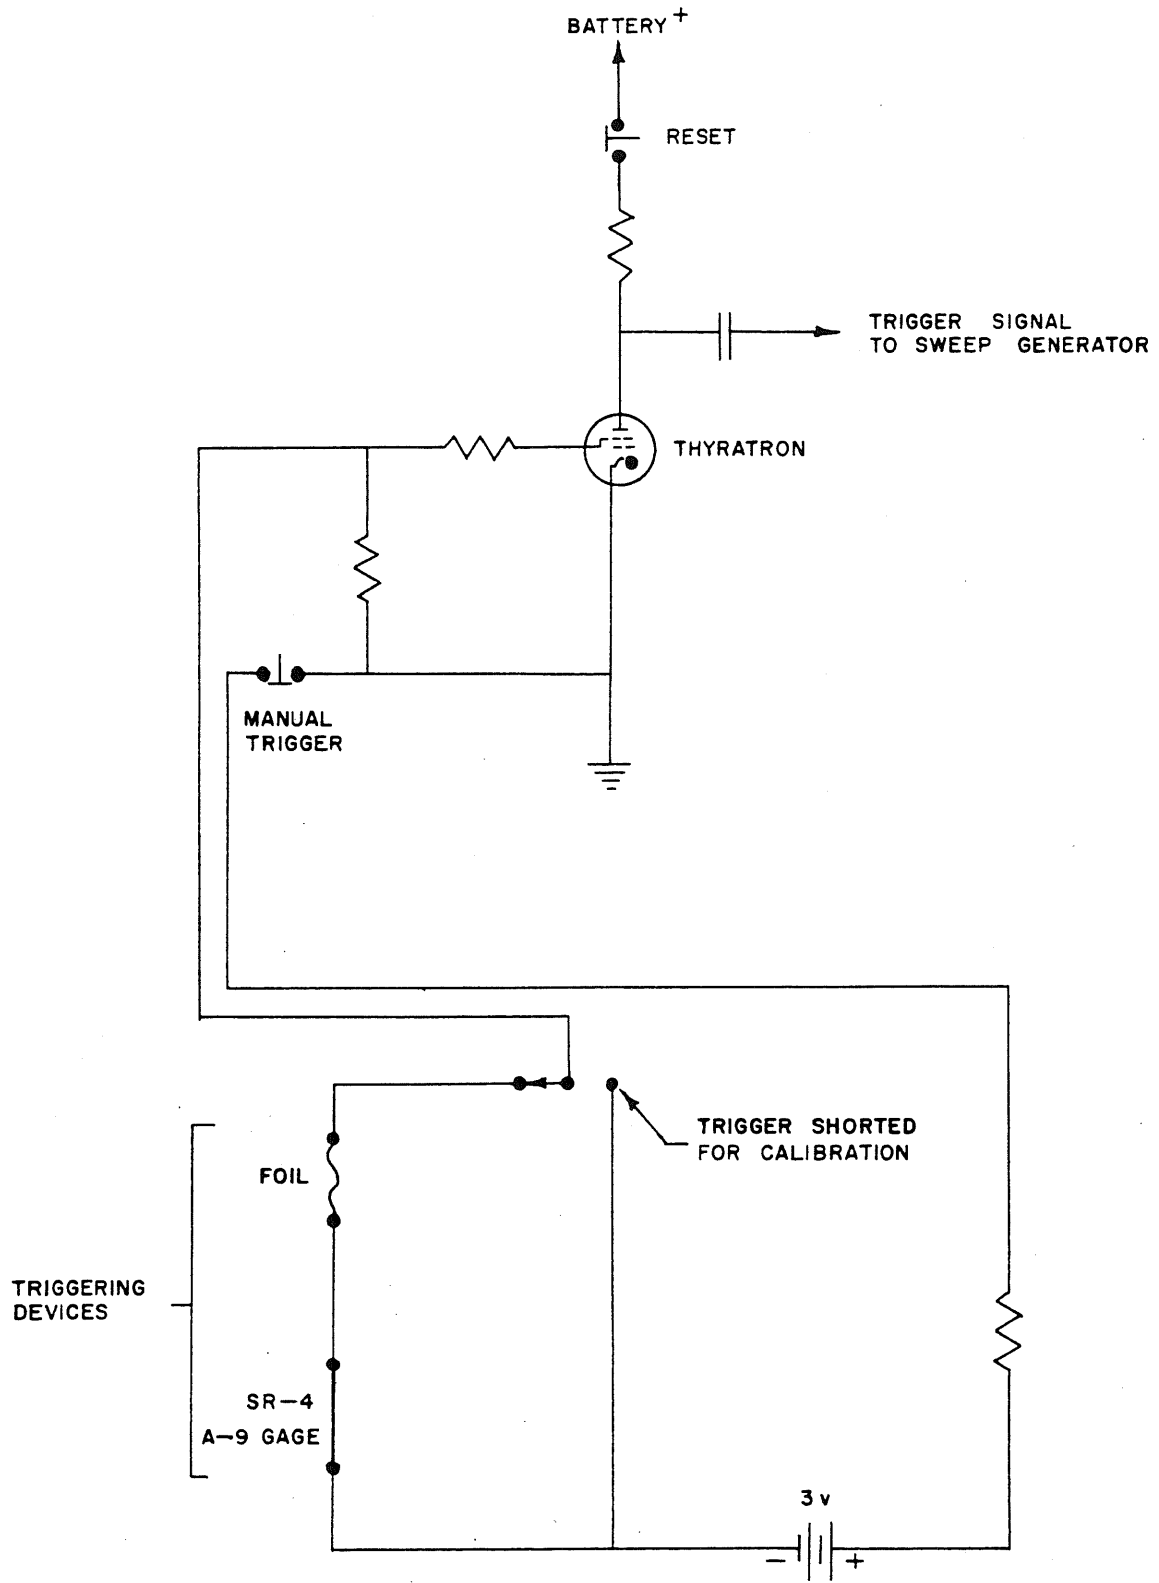 BATTERY +
RESET
TRIGGER SIGNAL
TO SWEEP GENERATOR
THYRATRON
MANUAL
TRIGGER
TRIGGER SHORTED
FOR CALIBRATION
FOIL
TRIGGERING
DEVICES
SR-4
A-9 GAGE
3 v
- +